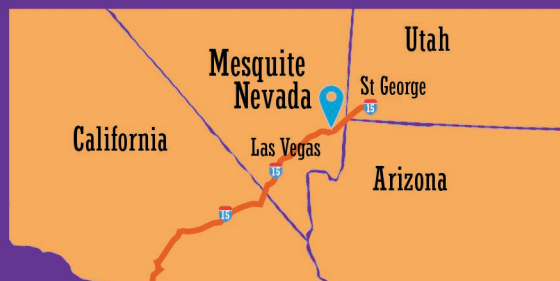 Utah
Mesquite
Nevada
St George
15
California
Las Vegas
15
Arizona
15